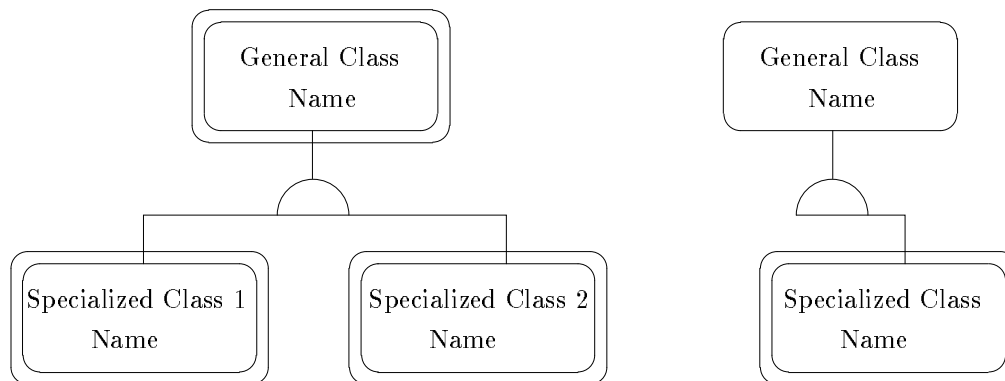 General Class
Name
General Class
Name
Specialized Class 1
Name
Specialized Class 2
Name
Specialized Class
Name